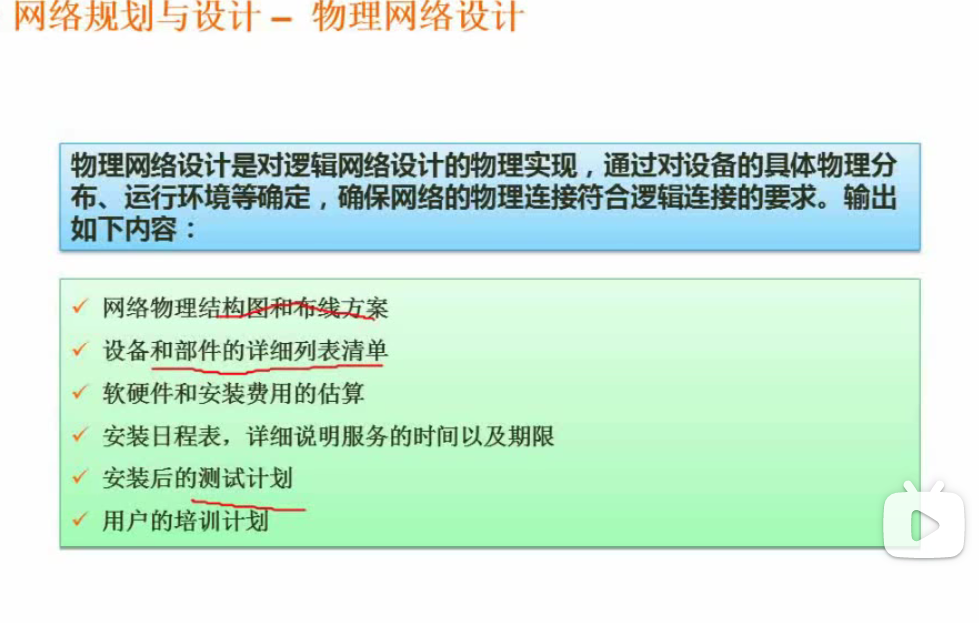 网络规划与设计 – 物理网络设计
物理网络设计是对逻辑网络设计的物理实现，通过对设备的具体物理分
布、运行环境等确定，确保网络的物理连接符合逻辑连接的要求。输出
如下内容：
网络物理结构图和布线方案
设备和部件的详细列表清单
软硬件和安装费用的估算
安装日程表，详细说明服务的时间以及期限
安装后的测试计划
用户的培训计划